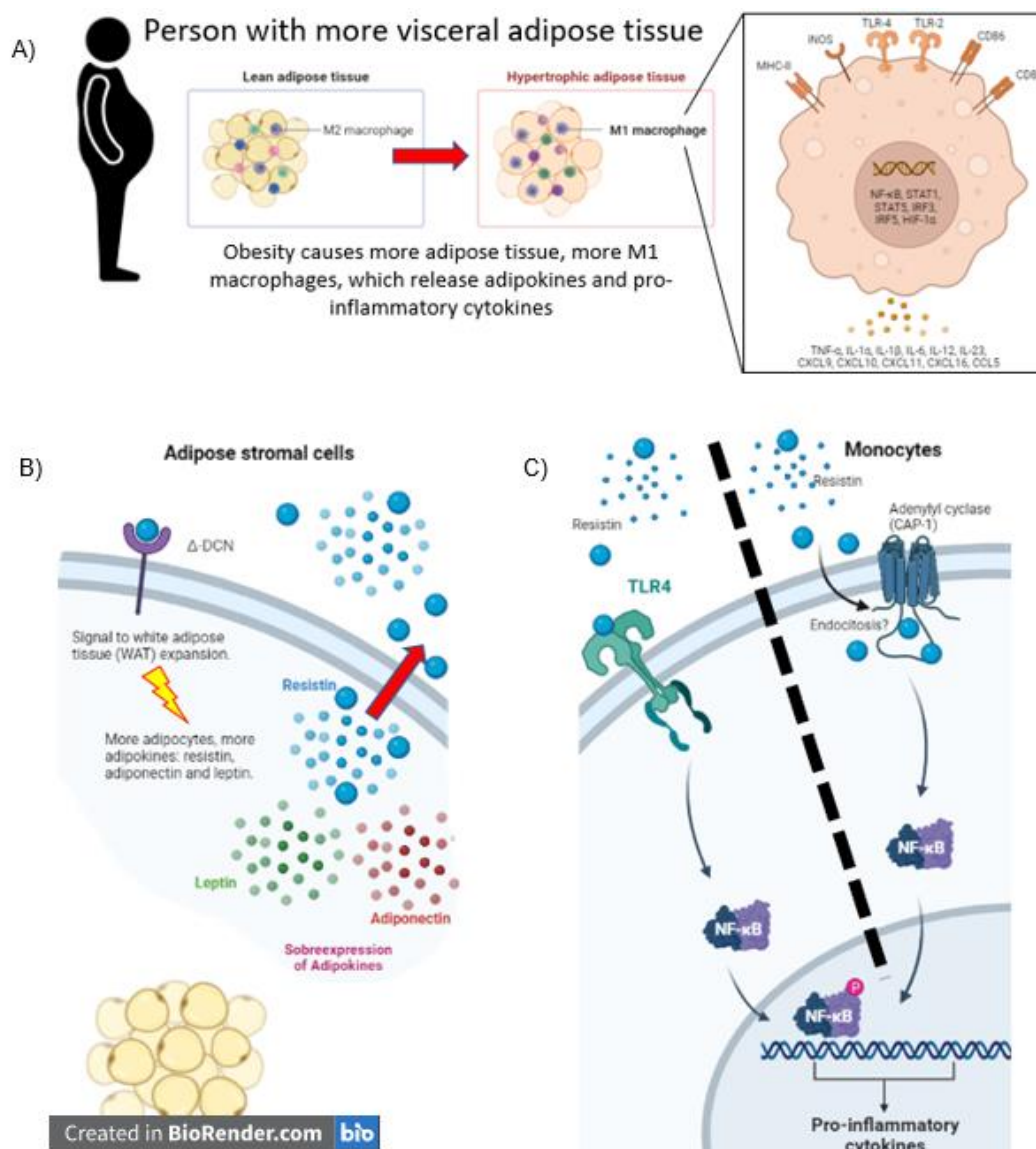 A)
Person with more visceral adipose tissue
Lean adipose tissue
M2 macrophage
Hypertrophic adipose tissue
M1 macrophage
Obesity causes more adipose tissue, more M1
macrophages, which release adipokines and pro-
inflammatory cytokines
TLR-4
TLR-2
iNOS
CD86
MHC-II
CD8
NF-κB, STAT1,
STAT5, IRF3,
IRF5, HIF-1α
TNF-α, IL-1α, IL-1β, IL-6, IL-12, IL-23,
CXCL9, CXCL10, CXCL11, CXCL16, CCL5
B)
Adipose stromal cells
Δ-DCN
Signal to white adipose
tissue (WAT) expansion.
More adipocytes, more
adipokines: resistin,
adiponectin and leptin.
Resistin
Leptin
Adiponectin
Sobreexpression
of Adipokines
Created in BioRender.com bio
C)
Monocytes
Resistin
Resistin
Adenylyl cyclase
(CAP-1)
TLR4
Endocitosis?
NF-κB
NF-κB
P
NF-κB
Pro-inflammatory
cytokines